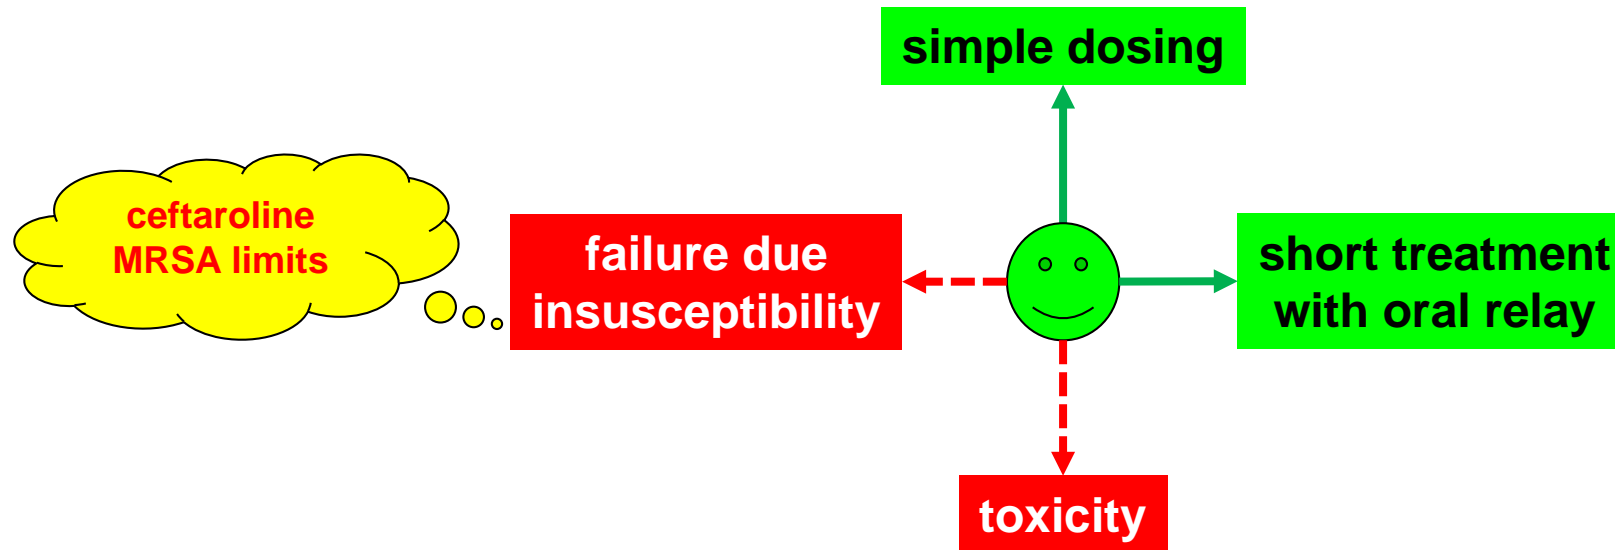 simple dosing
ceftaroline
MRSA limits
failure due
insusceptibility
short treatment
with oral relay
toxicity